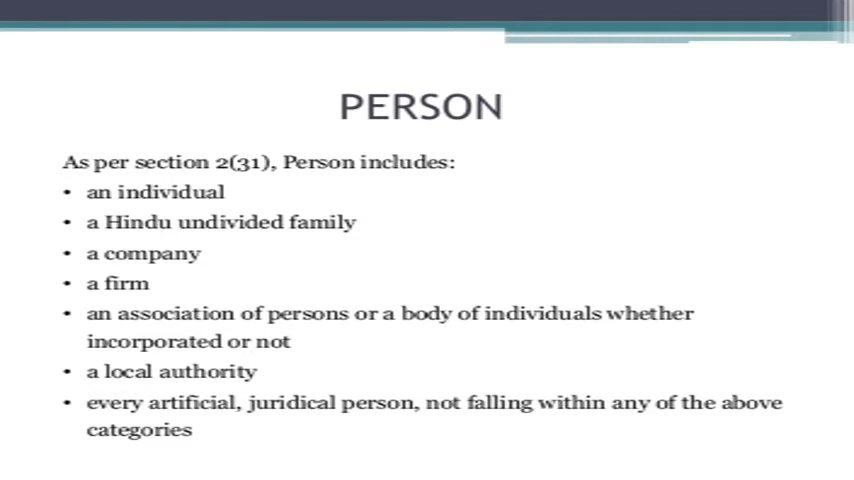 PERSON
As per section 2(31), Person includes:
• an individual
• a Hindu undivided family
• a company
• a firm
• an association of persons or a body of individuals whether
incorporated or not
• a local authority
• every artificial, juridical person, not falling within any of the above
categories